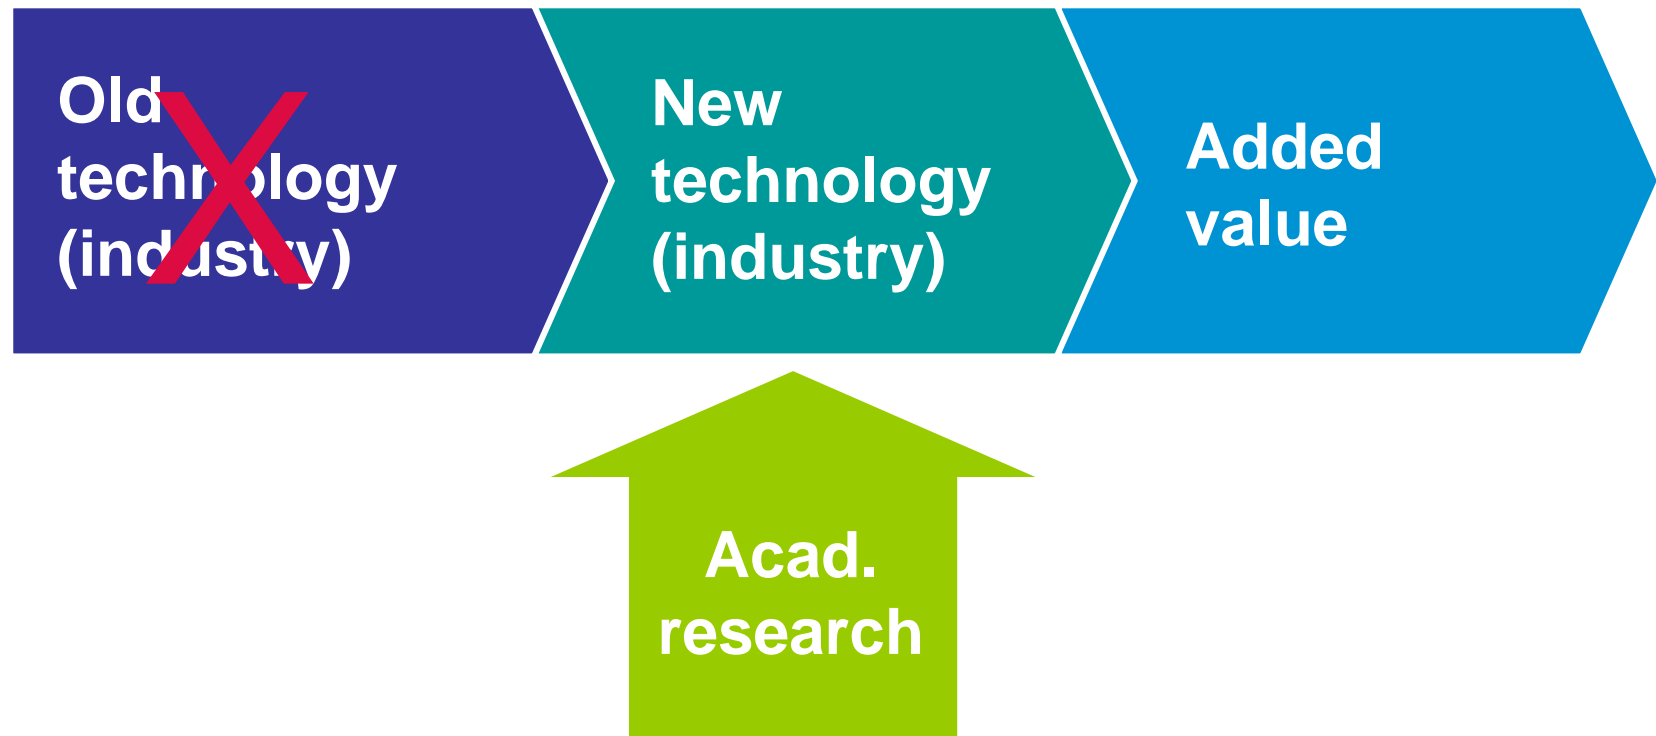 Old
technology
(industry)
X
New
technology
(industry)
Added
value
Acad.
research